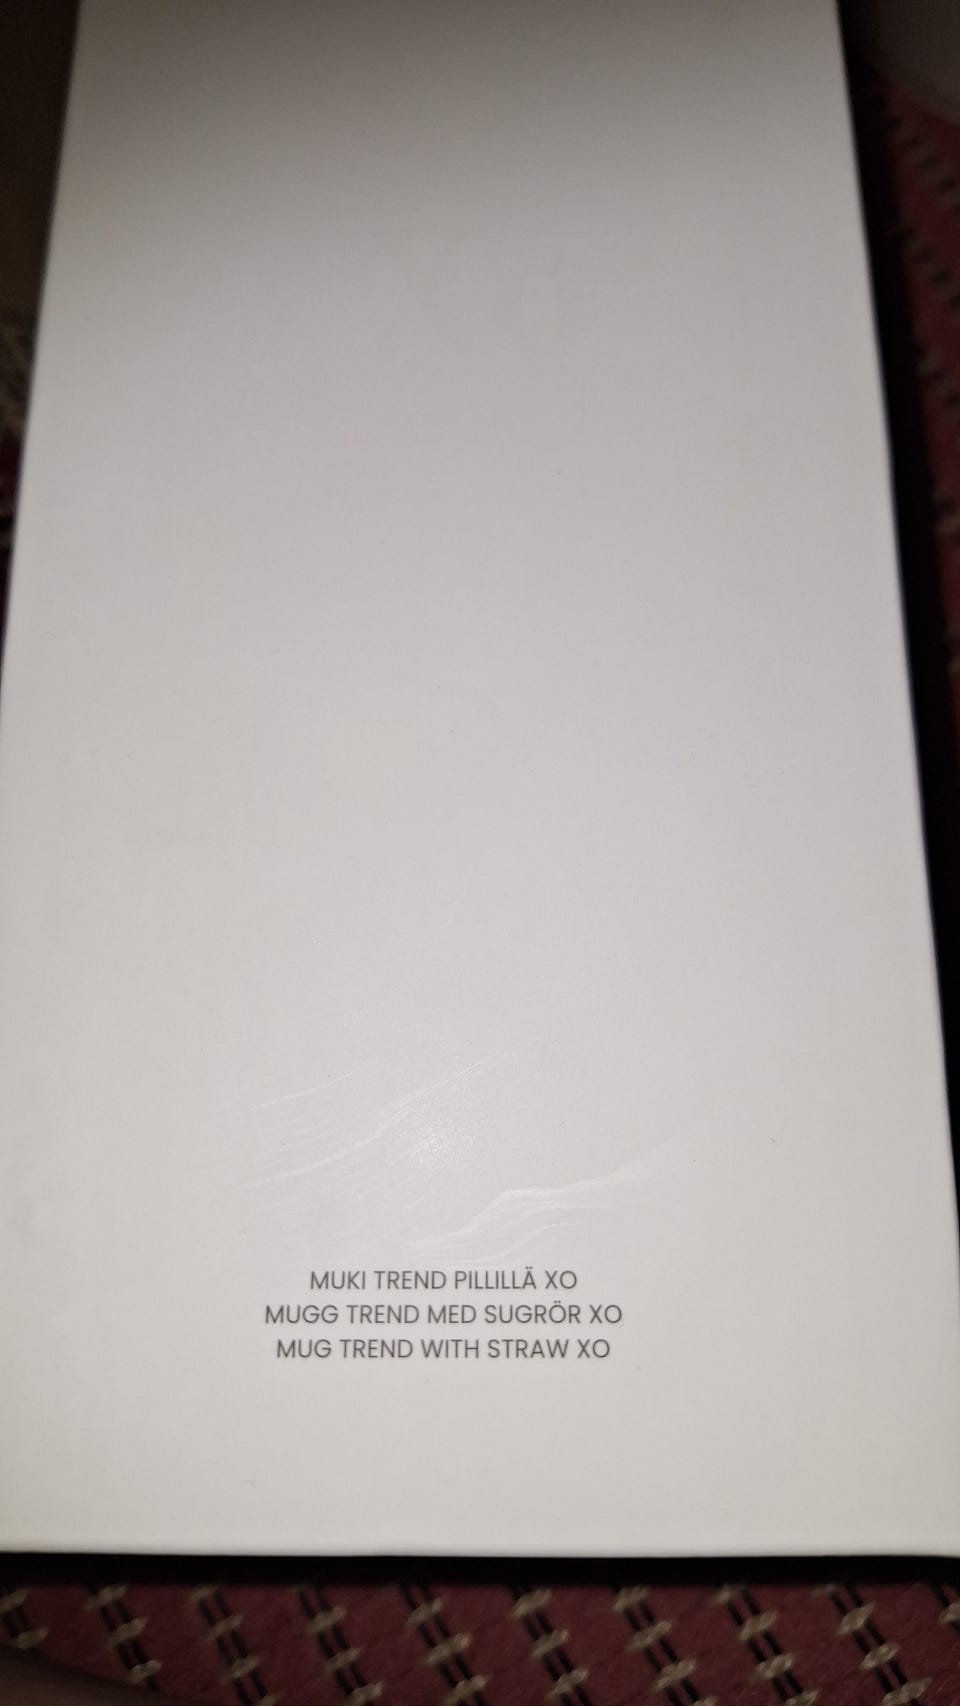 MUKI TREND PILLILLÄ XO
MUGG TREND MED SUGRÖR XO
MUG TREND WITH STRAW XO